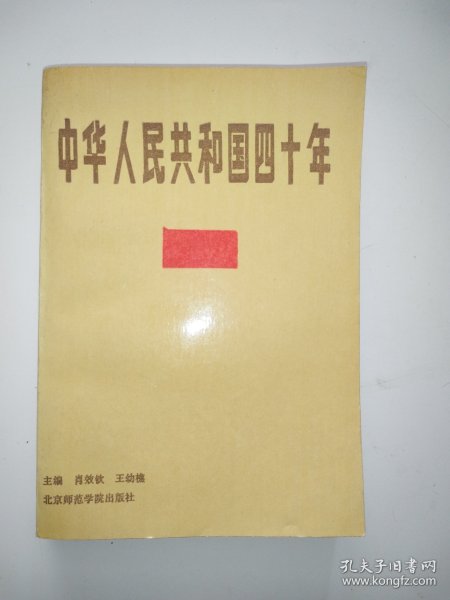 中华人民共和国四十年
主编 肖效钦 王幼樵
北京师范学院出版社
孔夫子旧书网
www.kongfz.com